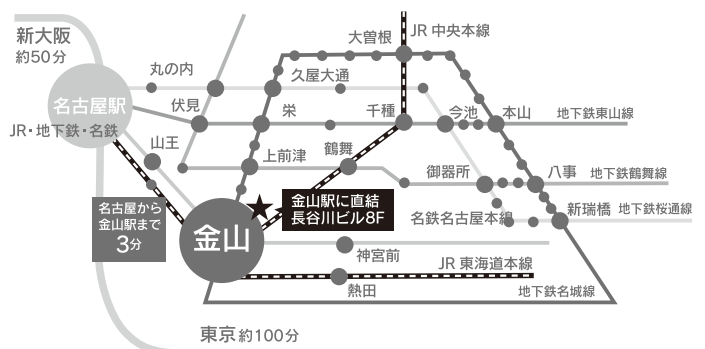 新大阪
約50分
大曽根
JR 中央本線
丸の内
久屋大通
名古屋駅
伏見
栄
千種
今池
本山
地下鉄東山線
JR・地下鉄・名鉄
山王
上前津
鶴舞
御器所
八事
地下鉄鶴舞線
名古屋から
金山駅まで
3分
金山駅に直結
長谷川ビル8F
名鉄名古屋本線
新瑞橋
地下鉄桜通線
金山
神宮前
JR 東海道本線
熱田
地下鉄名城線
東京 約100分